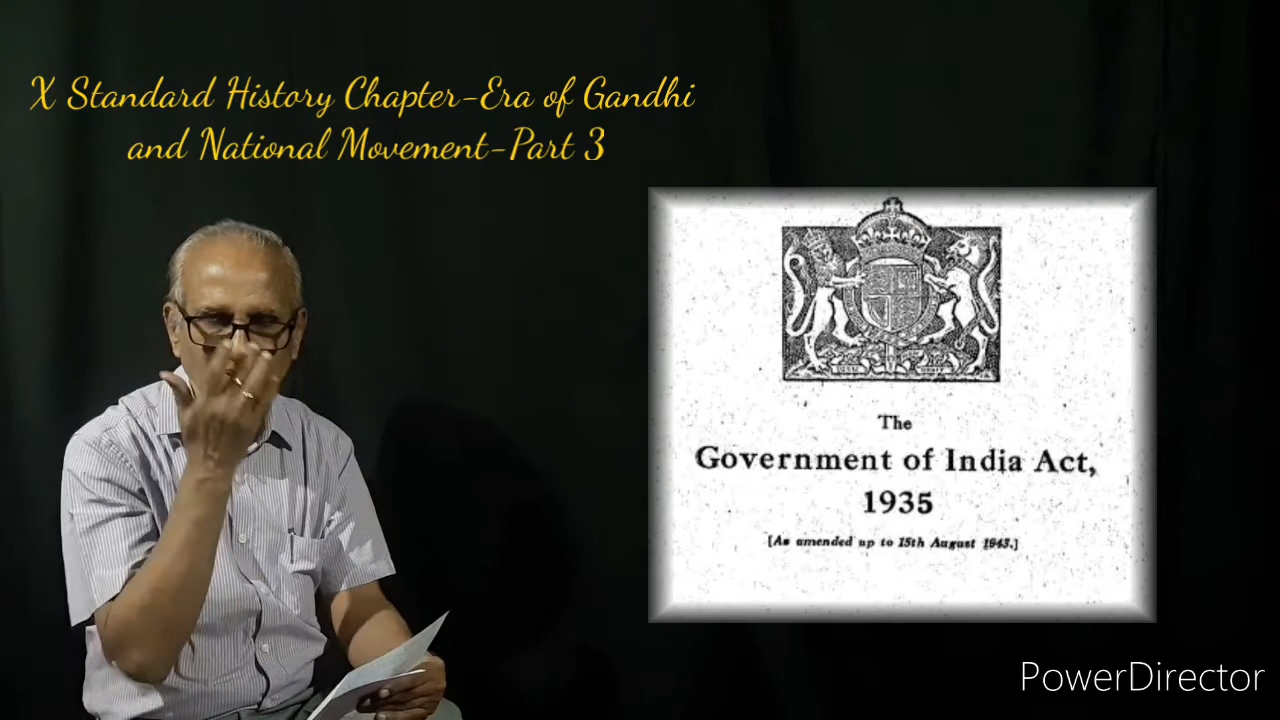 X Standard History Chapter-Era of Gandhi
and National Movement-Part 3
The
Government of India Act,
1935
[As amended up to 15th August 1943.]
PowerDirector